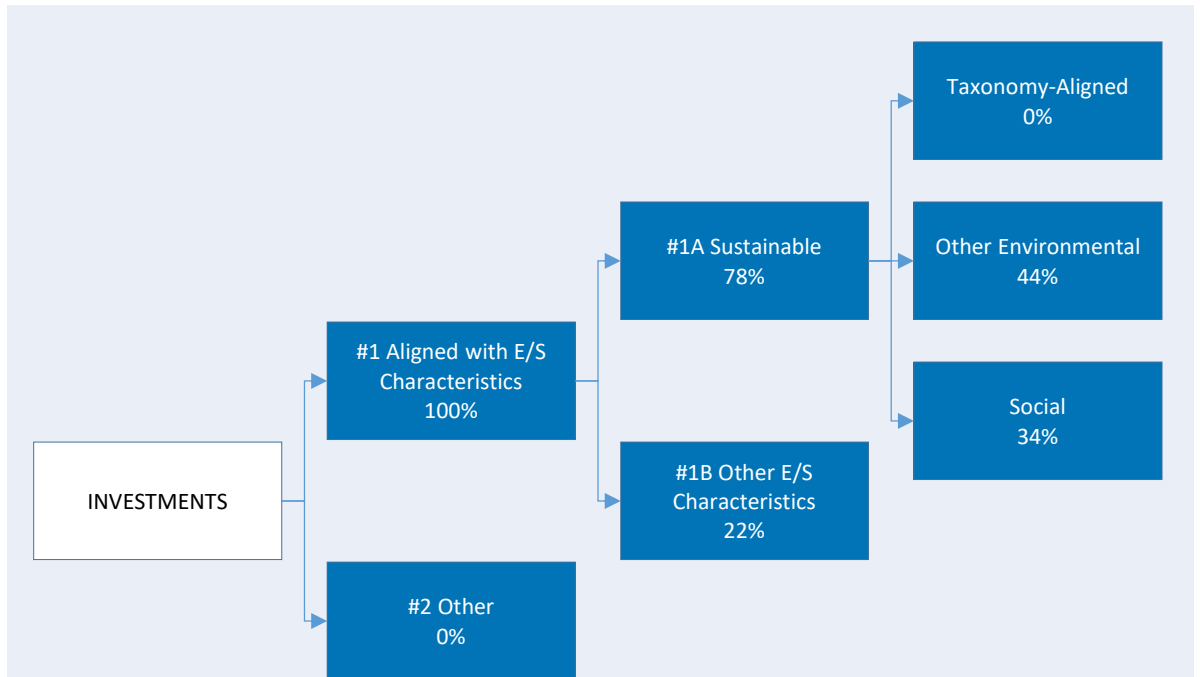 INVESTMENTS
#1 Aligned with E/S
Characteristics
100%
#2 Other
0%
#1A Sustainable
78%
#1B Other E/S
Characteristics
22%
Taxonomy-Aligned
0%
Other Environmental
44%
Social
34%